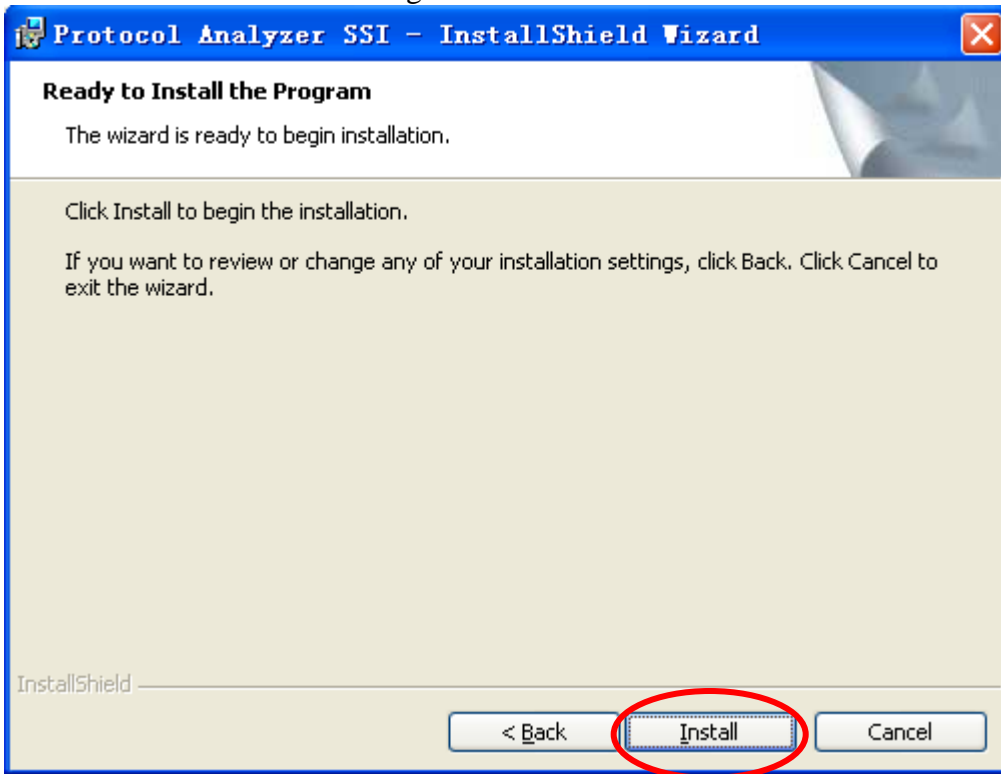 Protocol Analyzer SSI - InstallShield Wizard
Ready to Install the Program
The wizard is ready to begin installation.
Click Install to begin the installation.
If you want to review or change any of your installation settings, click Back. Click Cancel to
exit the wizard.
InstallShield
< Back Install Cancel